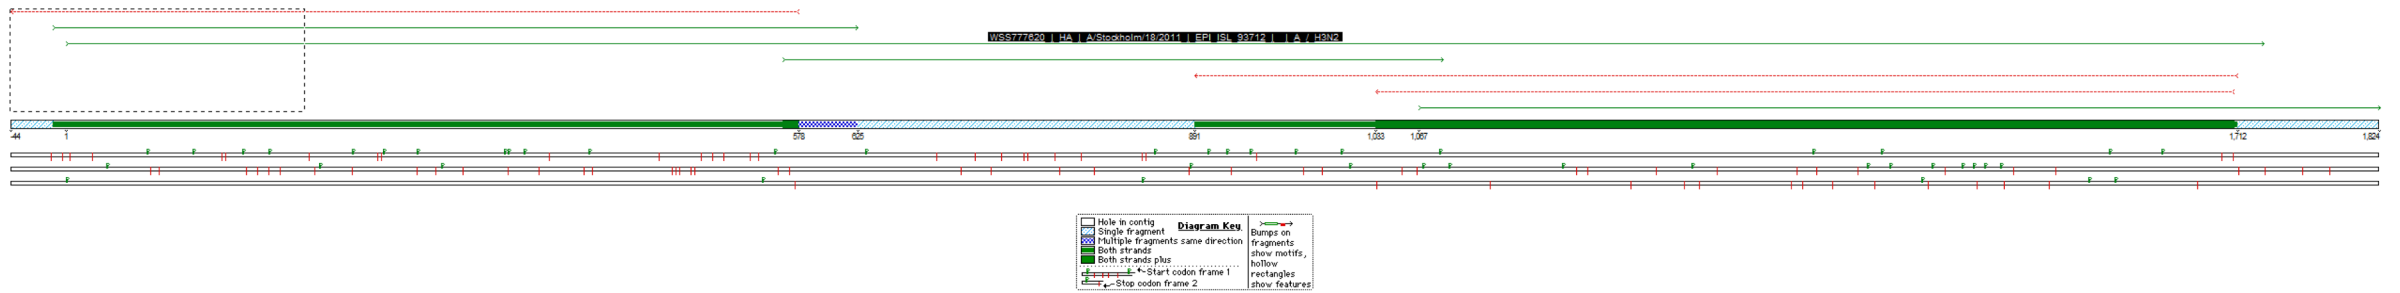 WSS777620 | HA | A/Stockholm/18/2011 | EPI_ISL_93712 | | A / H3N2
-44 1 578 625 891 1,033 1,067 1,712 1,824
Hole in contig
Diagram Key
Single fragment
Multiple fragments same direction
Both strands
Both strands plus
Start codon frame 1
Stop codon frame 2
Bumps on
fragments
show motifs,
hollow
rectangles
show features